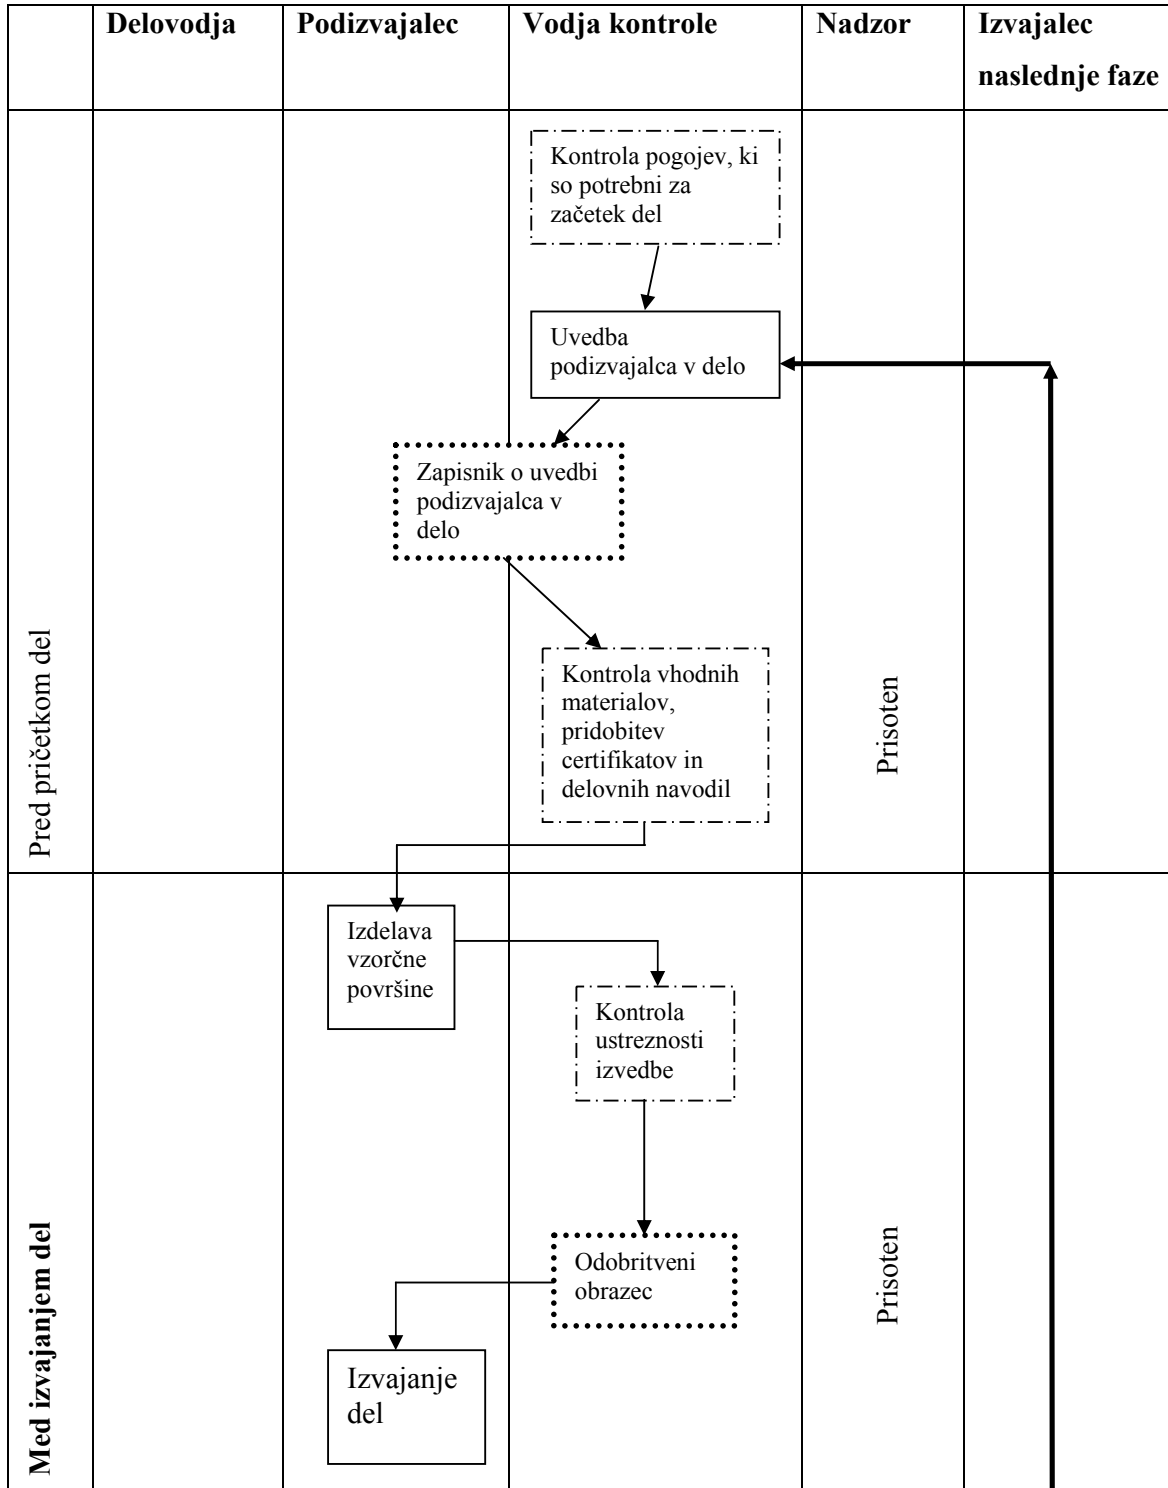 Delovodja
Podizvajalec
Vodja kontrole
Nadzor
Izvajalec
naslednje faze
Kontrola pogojev, ki
so potrebni za
začetek del
Uvedba
podizvajalca v delo
Zapisnik o uvedbi
podizvajalca v
delo
Pred pričetkom del
Kontrola vhodnih
materialov,
pridobitev
certifikatov in
delovnih navodil
Prisoten
Izdelava
vzorčne
površine
Kontrola
ustreznosti
izvedbe
Med izvajanjem del
Odobritveni
obrazec
Prisoten
Izvajanje
del